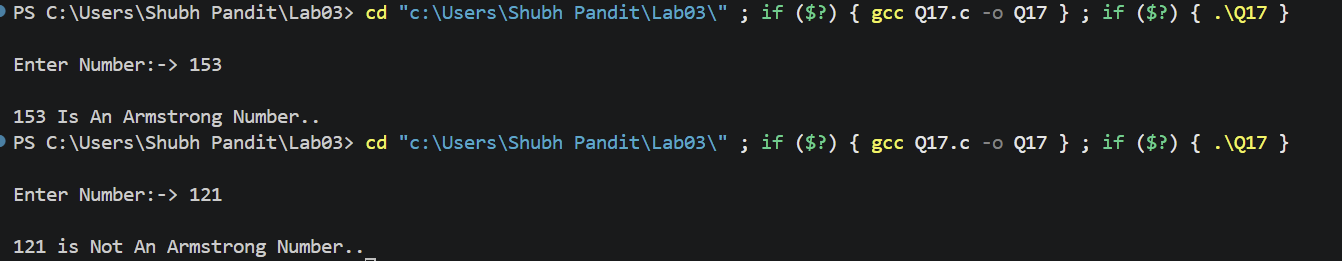 PS C:\Users\Shubh Pandit\Lab03> cd "c:\Users\Shubh Pandit\Lab03\" ; if ($?) { gcc Q17.c -o Q17 } ; if ($?) { .\Q17 }
Enter Number:-> 153
153 Is An Armstrong Number..
PS C:\Users\Shubh Pandit\Lab03> cd "c:\Users\Shubh Pandit\Lab03\" ; if ($?) { gcc Q17.c -o Q17 } ; if ($?) { .\Q17 }
Enter Number:-> 121
121 is Not An Armstrong Number..